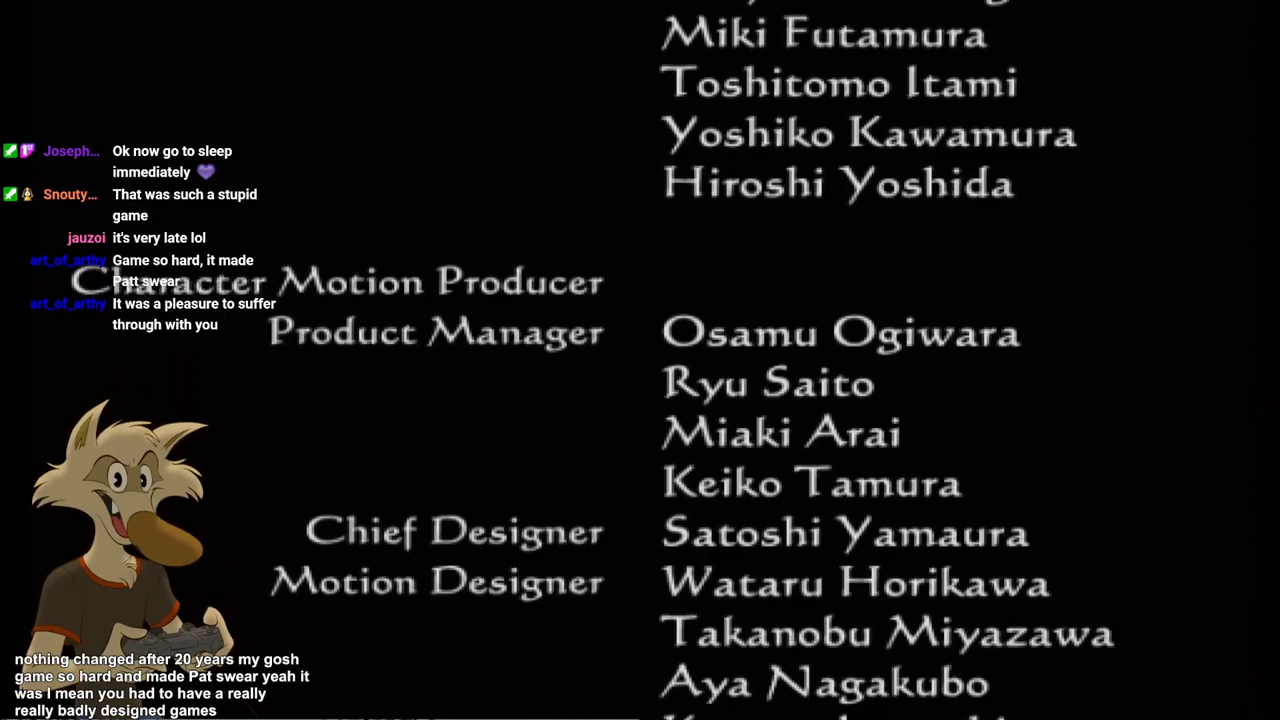 Miki Futamura
Toshitomo Itami
Yoshiko Kawamura
Hiroshi Yoshida
Joseph... Ok now go to sleep
immediately 💜
Snouty... That was such a stupid
game
jauzoi it's very late lol
art_of_arthy Game so hard, it made
Patt swear
art_of_arthy It was a pleasure to suffer
through with you
Character Motion Producer
Product Manager Osamu Ogiwara
Ryu Saito
Miaki Arai
Keiko Tamura
Chief Designer Satoshi Yamaura
Motion Designer Wataru Horikawa
Takanobu Miyazawa
Aya Nagakubo
nothing changed after 20 years my gosh
game so hard and made Pat swear yeah it
was I mean you had to have a really
really badly designed games